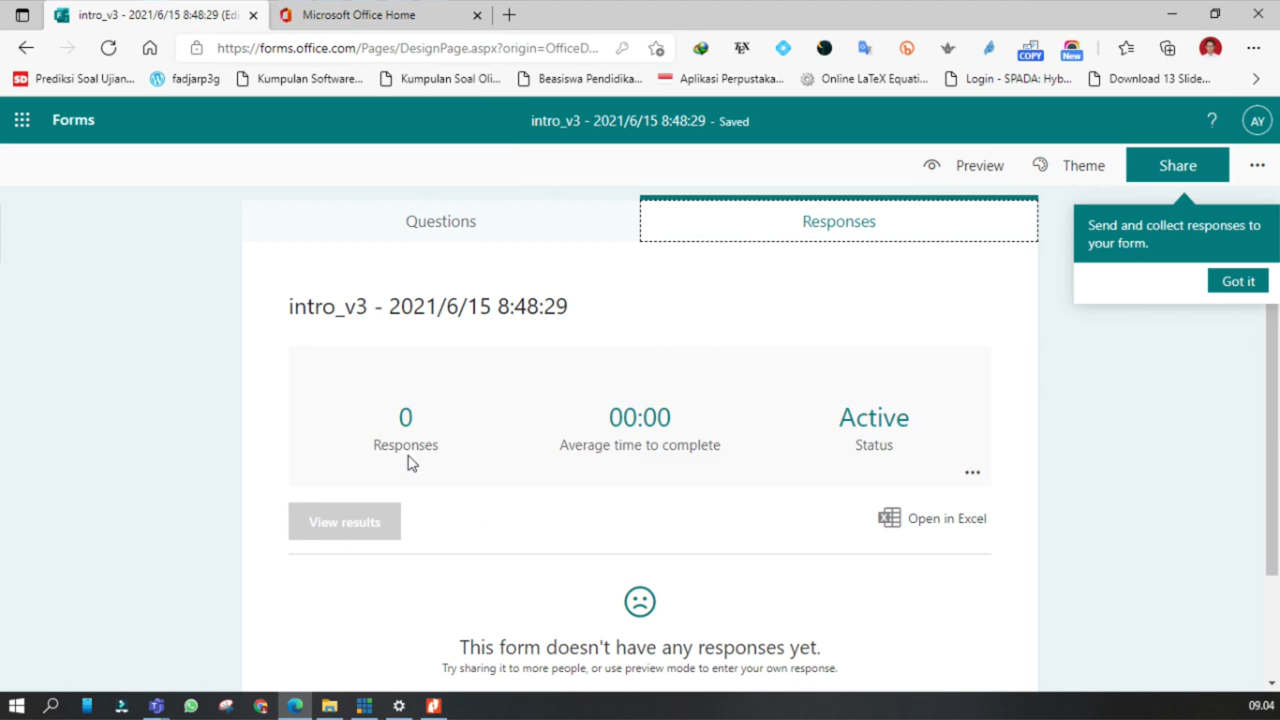 intro_v3 - 2021/6/15 8:48:29 (Edi
Microsoft Office Home
https://forms.office.com/Pages/DesignPage.aspx?origin=OfficeD...
TEX
COPY
New
SD Prediksi Soal Ujian...
fadjarp3g
Kumpulan Software...
Kumpulan Soal Oli...
Beasiswa Pendidika...
Aplikasi Perpustaka...
Online LaTeX Equati...
Login - SPADA: Hyb...
Download 13 Slide...
Forms
intro_v3 - 2021/6/15 8:48:29 - Saved
?
AY
Preview
Theme
Share
Questions
Responses
Send and collect responses to
your form.
Got it
intro_v3 - 2021/6/15 8:48:29
0
Responses
00:00
Average time to complete
Active
Status
View results
Open in Excel
This form doesn't have any responses yet.
Try sharing it to more people, or use preview mode to enter your own response.
09.04